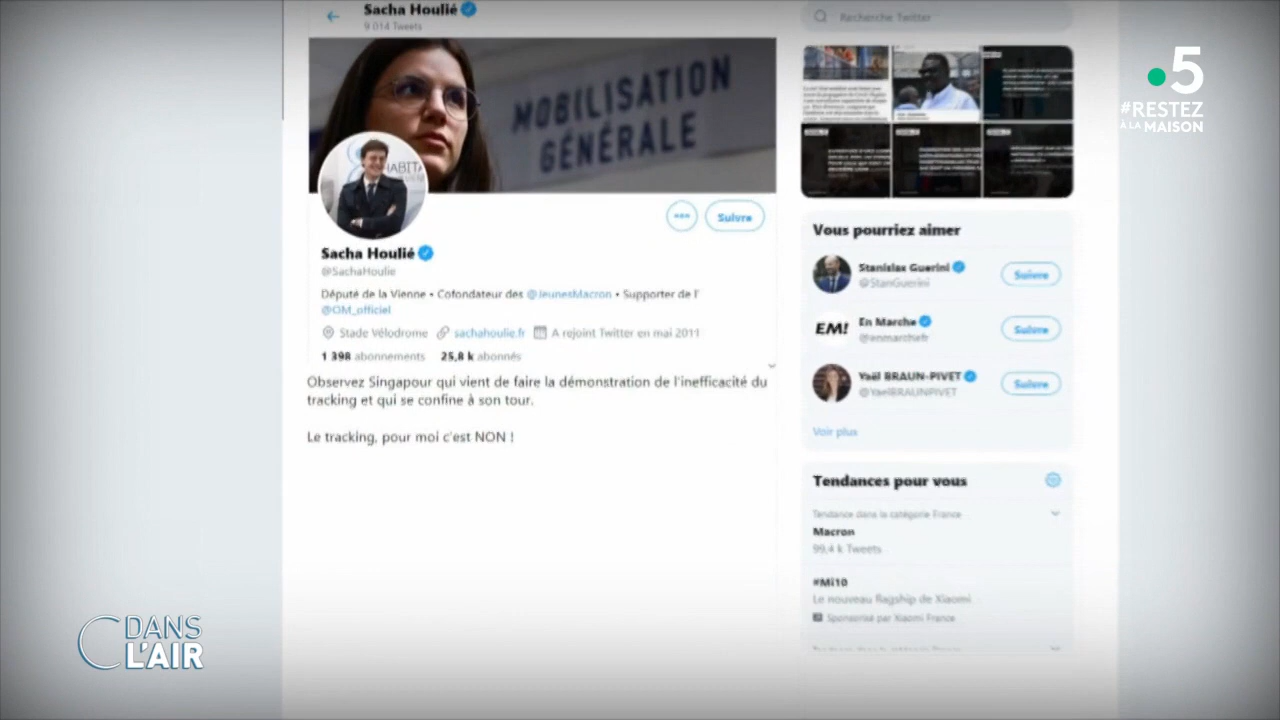 Sacha Houlié
9 014 Tweets
MOBILISATION
GÉNÉRALE
HABITA
Suivre
Sacha Houlié
@SachaHoulie
Député de la Vienne • Cofondateur des @JeunesMacron • Supporter de l'
@OM_officiel
Stade Vélodrome sachahoulie.fr A rejoint Twitter en mai 2011
1 398 abonnements 25,8 k abonnés
Observez Singapour qui vient de faire la démonstration de l'inefficacité du
tracking et qui se confine à son tour.
Le tracking, pour moi c'est NON !
Recherche Twitter
Vous pourriez aimer
Stanislas Guerini
@StanGuerini
Suivre
EM!
En Marche
@enmarchefr
Suivre
Yaël BRAUN-PIVET
@YaelBRAUNPIVET
Suivre
Voir plus
Tendances pour vous
Tendance dans la catégorie France
Macron
99,4 k Tweets
#Mi10
Le nouveau flagship de Xiaomi
Sponsorisé par Xiaomi France
5
#RESTEZ
À LA MAISON
C DANS
L'AIR